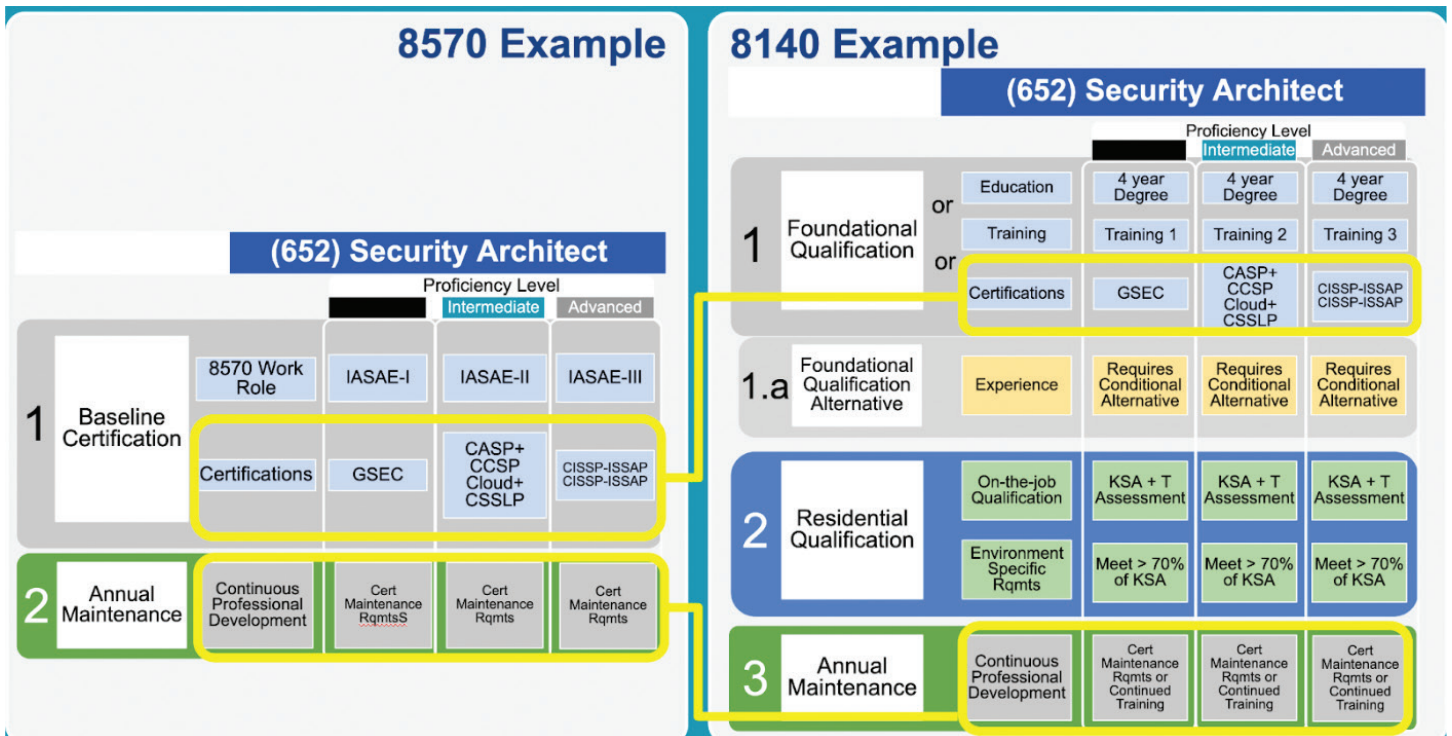 8570 Example
(652) Security Architect
Proficiency Level
Intermediate
Advanced
1
Baseline
Certification
8570 Work
Role
IASAE-I
IASAE-II
IASAE-III
Certifications
GSEC
CASP+
CCSP
Cloud+
CSSLP
CISSP-ISSAP
CISSP-ISSAP
2
Annual
Maintenance
Continuous
Professional
Development
Cert
Maintenance
RqmtsS
Cert
Maintenance
Rqmts
Cert
Maintenance
Rqmts
8140 Example
(652) Security Architect
Proficiency Level
Intermediate
Advanced
1
Foundational
Qualification
or
or
Education
4 year
Degree
4 year
Degree
4 year
Degree
Training
Training 1
Training 2
Training 3
Certifications
GSEC
CASP+
CCSP
Cloud+
CSSLP
CISSP-ISSAP
CISSP-ISSAP
1.a
Foundational
Qualification
Alternative
Experience
Requires
Conditional
Alternative
Requires
Conditional
Alternative
Requires
Conditional
Alternative
2
Residential
Qualification
On-the-job
Qualification
KSA + T
Assessment
KSA + T
Assessment
KSA + T
Assessment
Environment
Specific
Rqmts
Meet > 70%
of KSA
Meet > 70%
of KSA
Meet > 70%
of KSA
3
Annual
Maintenance
Continuous
Professional
Development
Cert
Maintenance
Rqmts or
Continued
Training
Cert
Maintenance
Rqmts or
Continued
Training
Cert
Maintenance
Rqmts or
Continued
Training